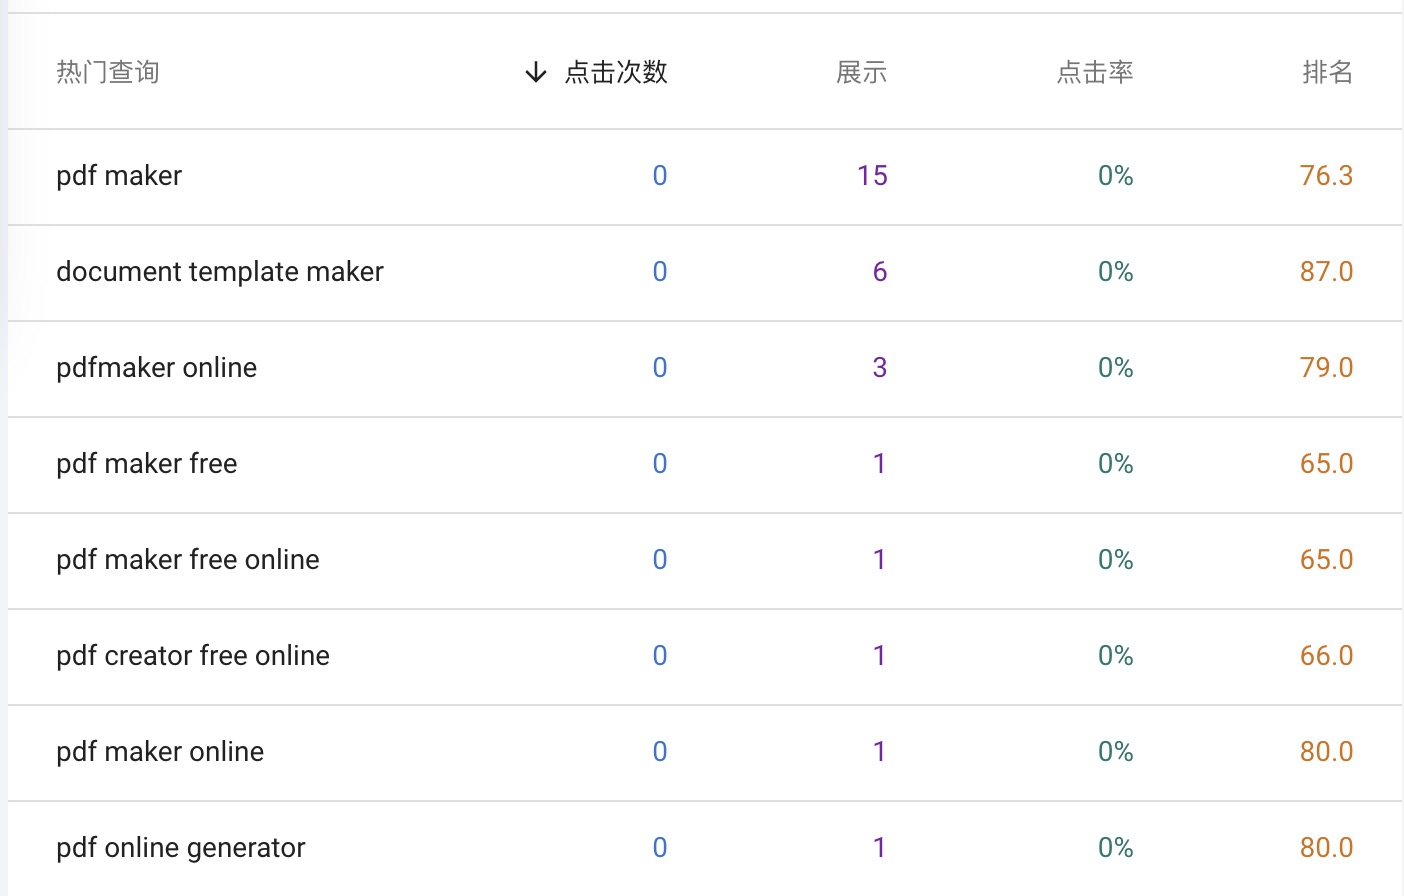 热门查询 ↓ 点击次数 展示 点击率 排名
pdf maker 0 15 0% 76.3
document template maker 0 6 0% 87.0
pdfmaker online 0 3 0% 79.0
pdf maker free 0 1 0% 65.0
pdf maker free online 0 1 0% 65.0
pdf creator free online 0 1 0% 66.0
pdf maker online 0 1 0% 80.0
pdf online generator 0 1 0% 80.0